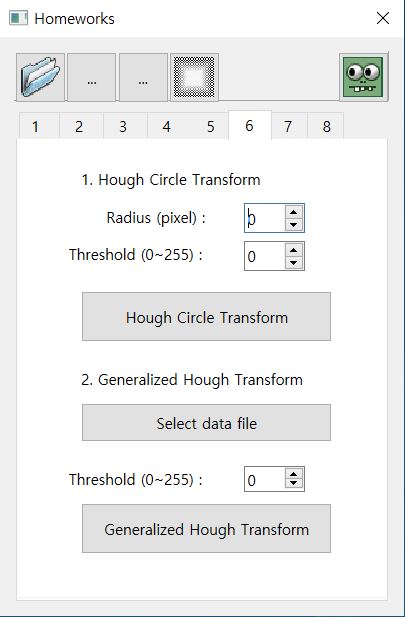 Homeworks
... ...
1 2 3 4 5 6 7 8
1. Hough Circle Transform
Radius (pixel) : 0
Threshold (0~255) : 0
Hough Circle Transform
2. Generalized Hough Transform
Select data file
Threshold (0~255) : 0
Generalized Hough Transform